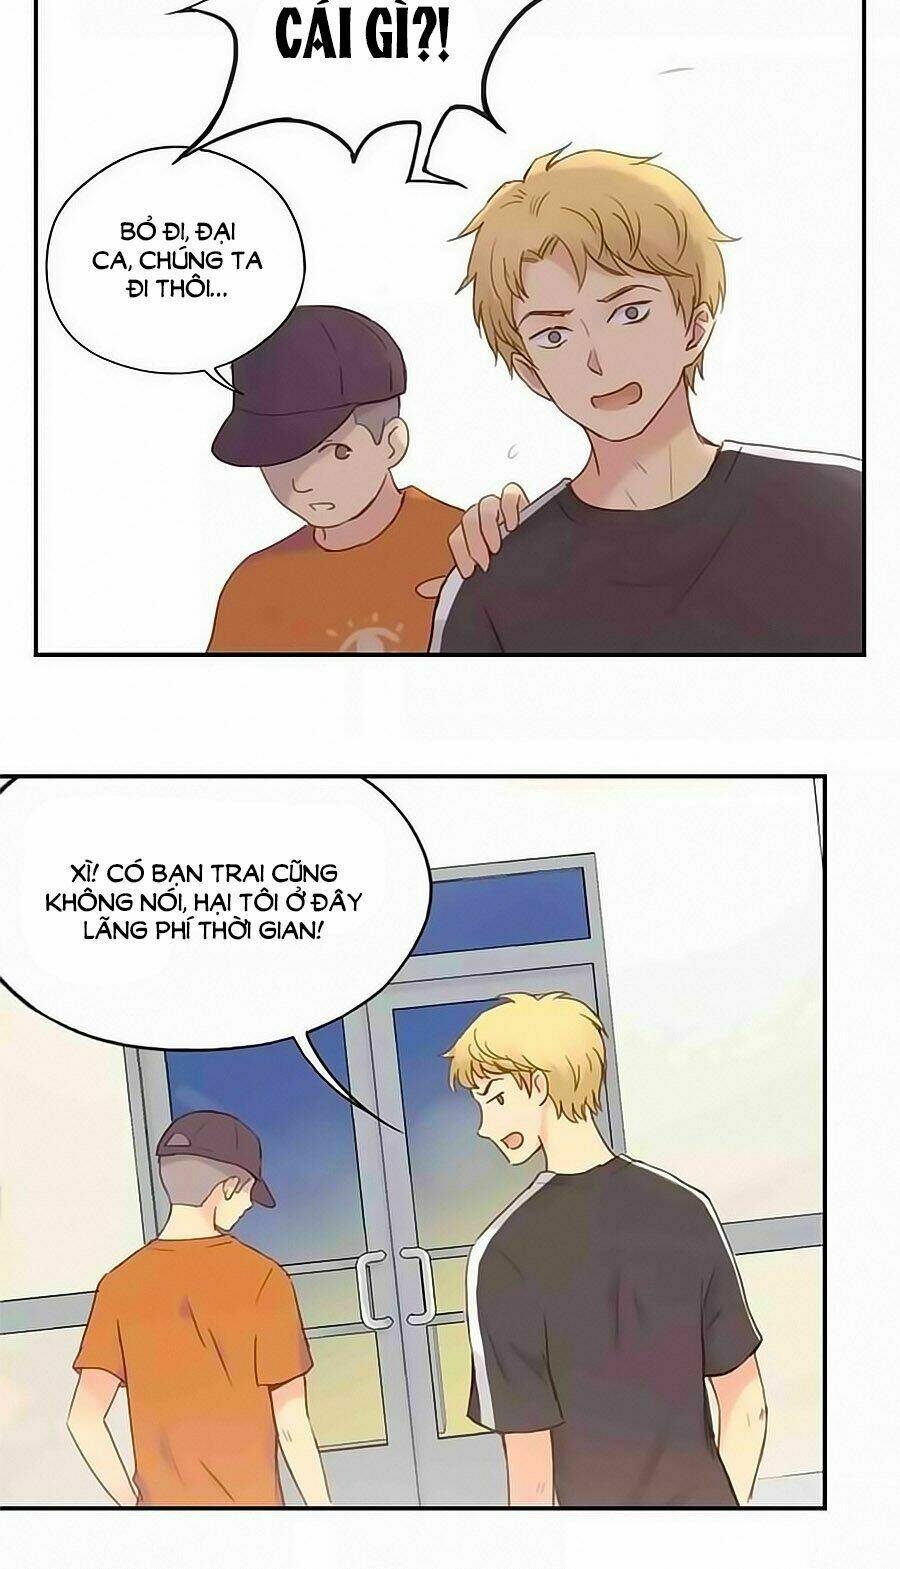 CÁI GÌ?!
BỎ ĐI, ĐẠI
CA, CHÚNG TA
ĐI THÔI...
XÌ! CÓ BẠN TRAI CŨNG
KHÔNG NÓI, HẠI TÔI Ở ĐÂY
LÃNG PHÍ THỜI GIAN!